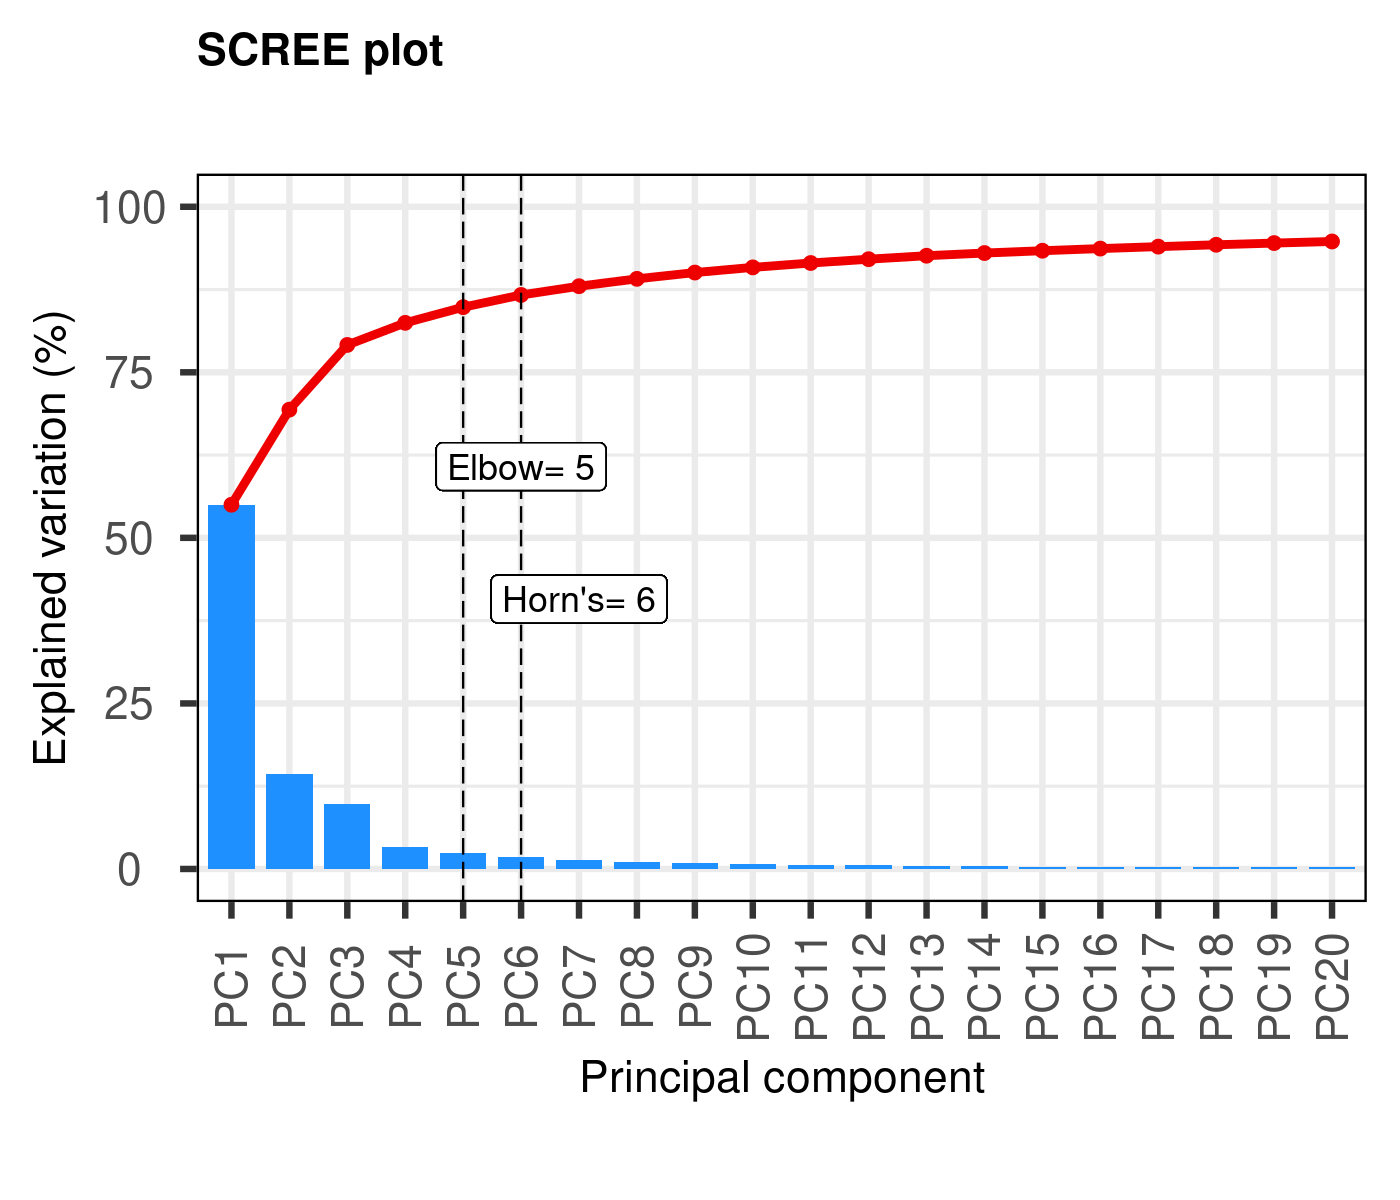 SCREE plot
Explained variation (%)
100
75
50
25
0
Elbow= 5
Horn's= 6
PC1
PC2
PC3
PC4
PC5
PC6
PC7
PC8
PC9
PC10
PC11
PC12
PC13
PC14
PC15
PC16
PC17
PC18
PC19
PC20
Principal component